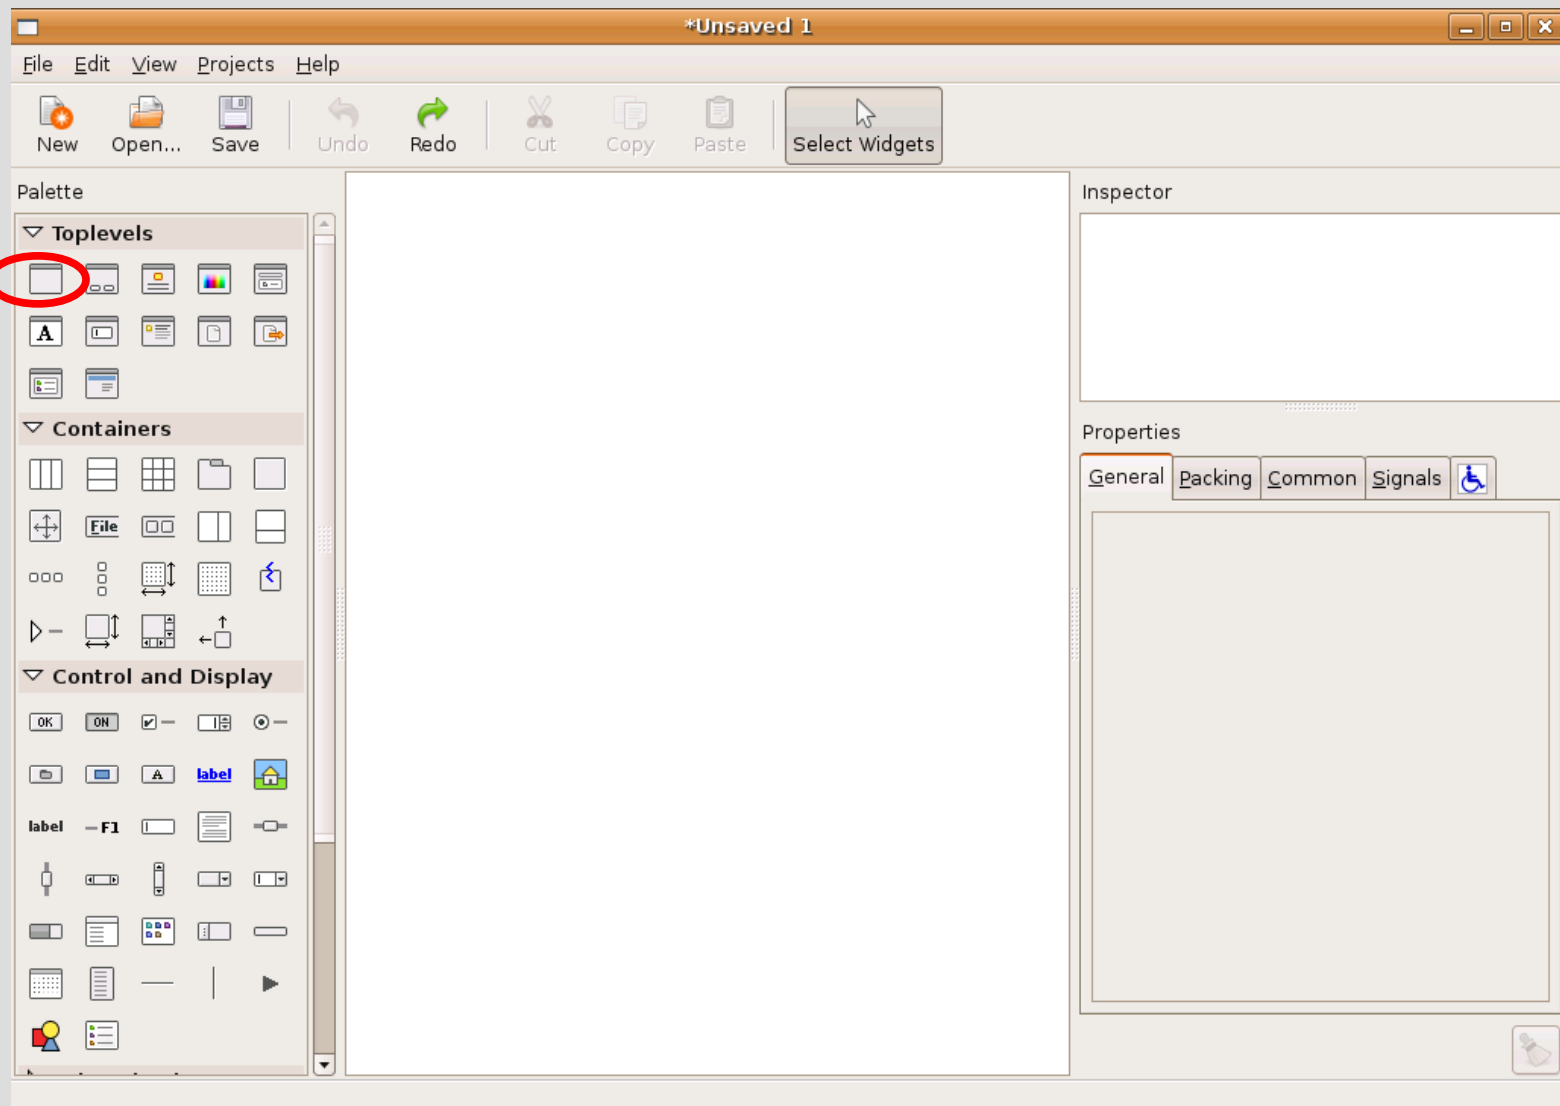 *Unsaved 1
File Edit View Projects Help
New Open... Save Undo Redo Cut Copy Paste Select Widgets
Palette
Inspector
Toplevels
A
Containers
Properties
General Packing Common Signals
File
Control and Display
OK ON
A label
label F1